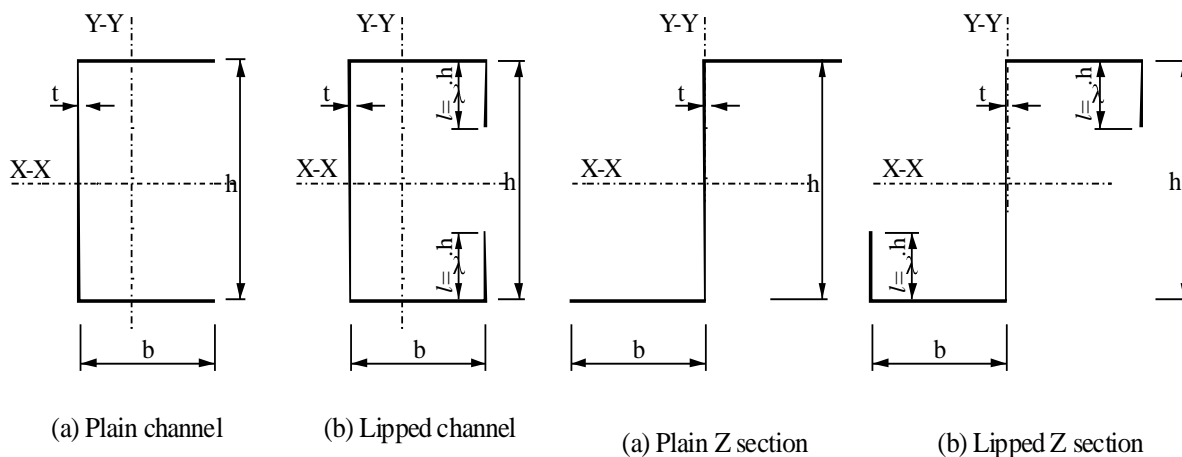 Y-Y
Y-Y
Y-Y
Y-Y
t
t
t
t
l=λ.h
l=λ.h
X-X
X-X
X-X
X-X
h
h
h
h
l=λ.h
l=λ.h
b
b
b
b
(a) Plain channel
(b) Lipped channel
(a) Plain Z section
(b) Lipped Z section